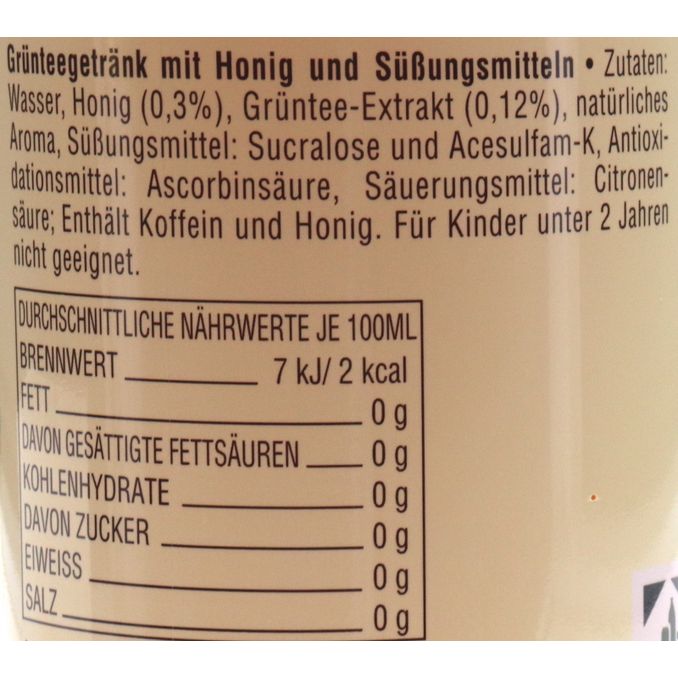 Grünteegetränk mit Honig und Süßungsmitteln • Zutaten:
Wasser, Honig (0,3%), Grüntee-Extrakt (0,12%), natürliches
Aroma, Süßungsmittel: Sucralose und Acesulfam-K, Antioxi-
dationsmittel: Ascorbinsäure, Säuerungsmittel: Citronen-
säure; Enthält Koffein und Honig. Für Kinder unter 2 Jahren
nicht geeignet.
DURCHSCHNITTLICHE NÄHRWERTE JE 100ML
BRENNWERT 7 kJ/ 2 kcal
FETT 0 g
DAVON GESÄTTIGTE FETTSÄUREN 0 g
KOHLENHYDRATE 0 g
DAVON ZUCKER 0 g
EIWEISS 0 g
SALZ 0 g